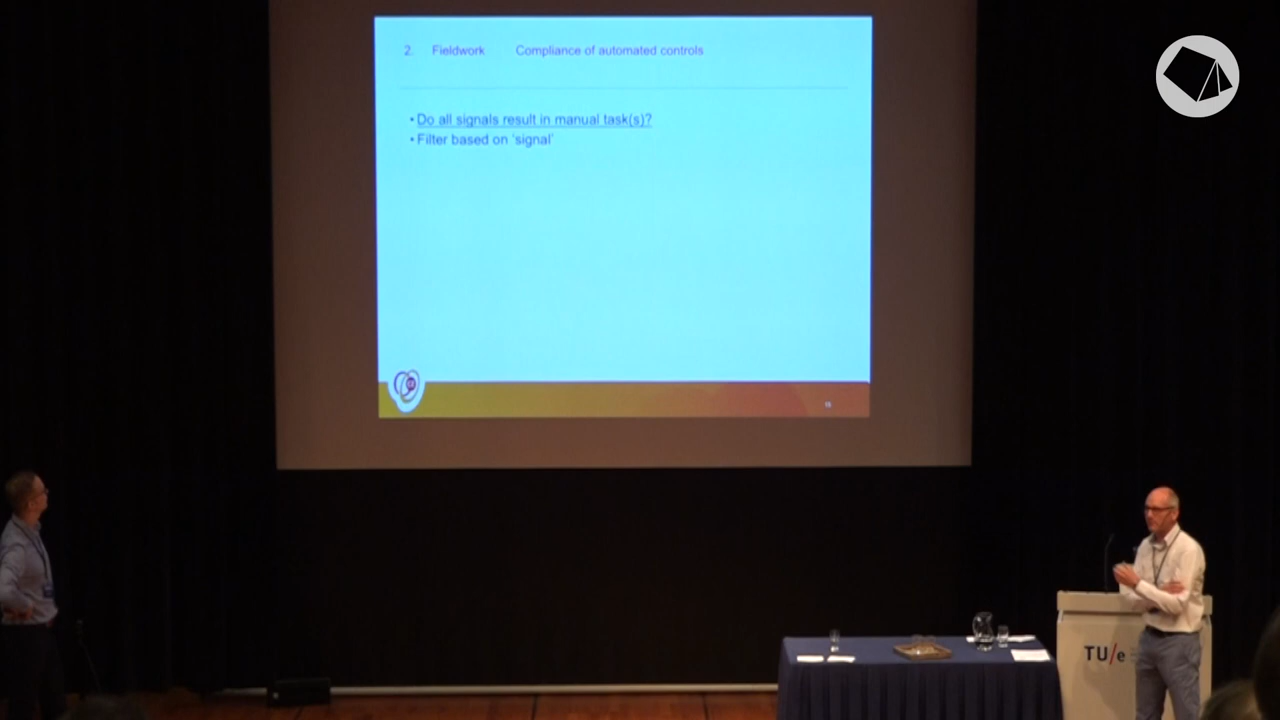 2. Fieldwork Compliance of automated controls
• Do all signals result in manual task(s)?
• Filter based on ‘signal’
TU/e